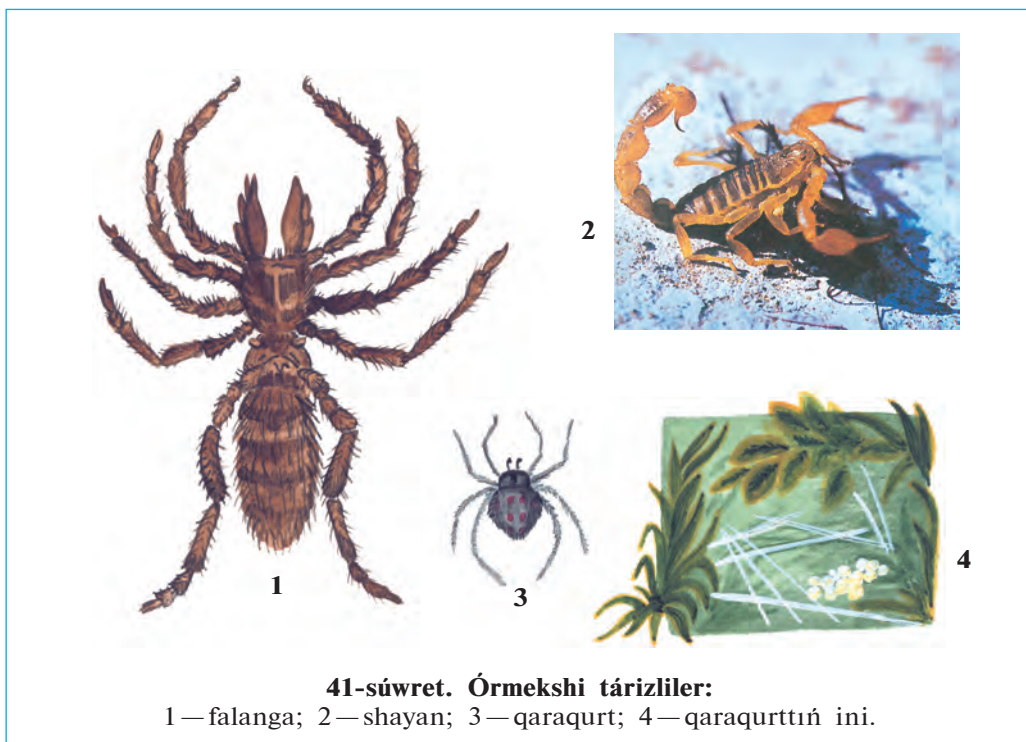 2
1
3
4
41-súwret. Órmekshi tárizliler:
1—falanga; 2—shayan; 3—qaraqurt; 4—qaraqurttıń ini.